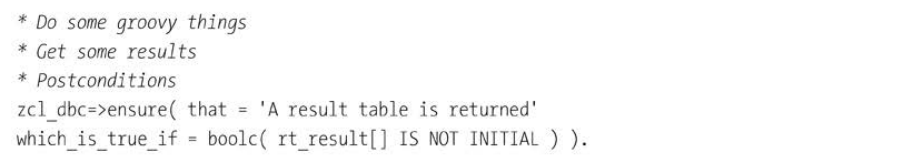 * Do some groovy things
* Get some results
* Postconditions
zcl_dbc=>ensure( that = 'A result table is returned'
which_is_true_if = boolc( rt_result[] IS NOT INITIAL ) ).